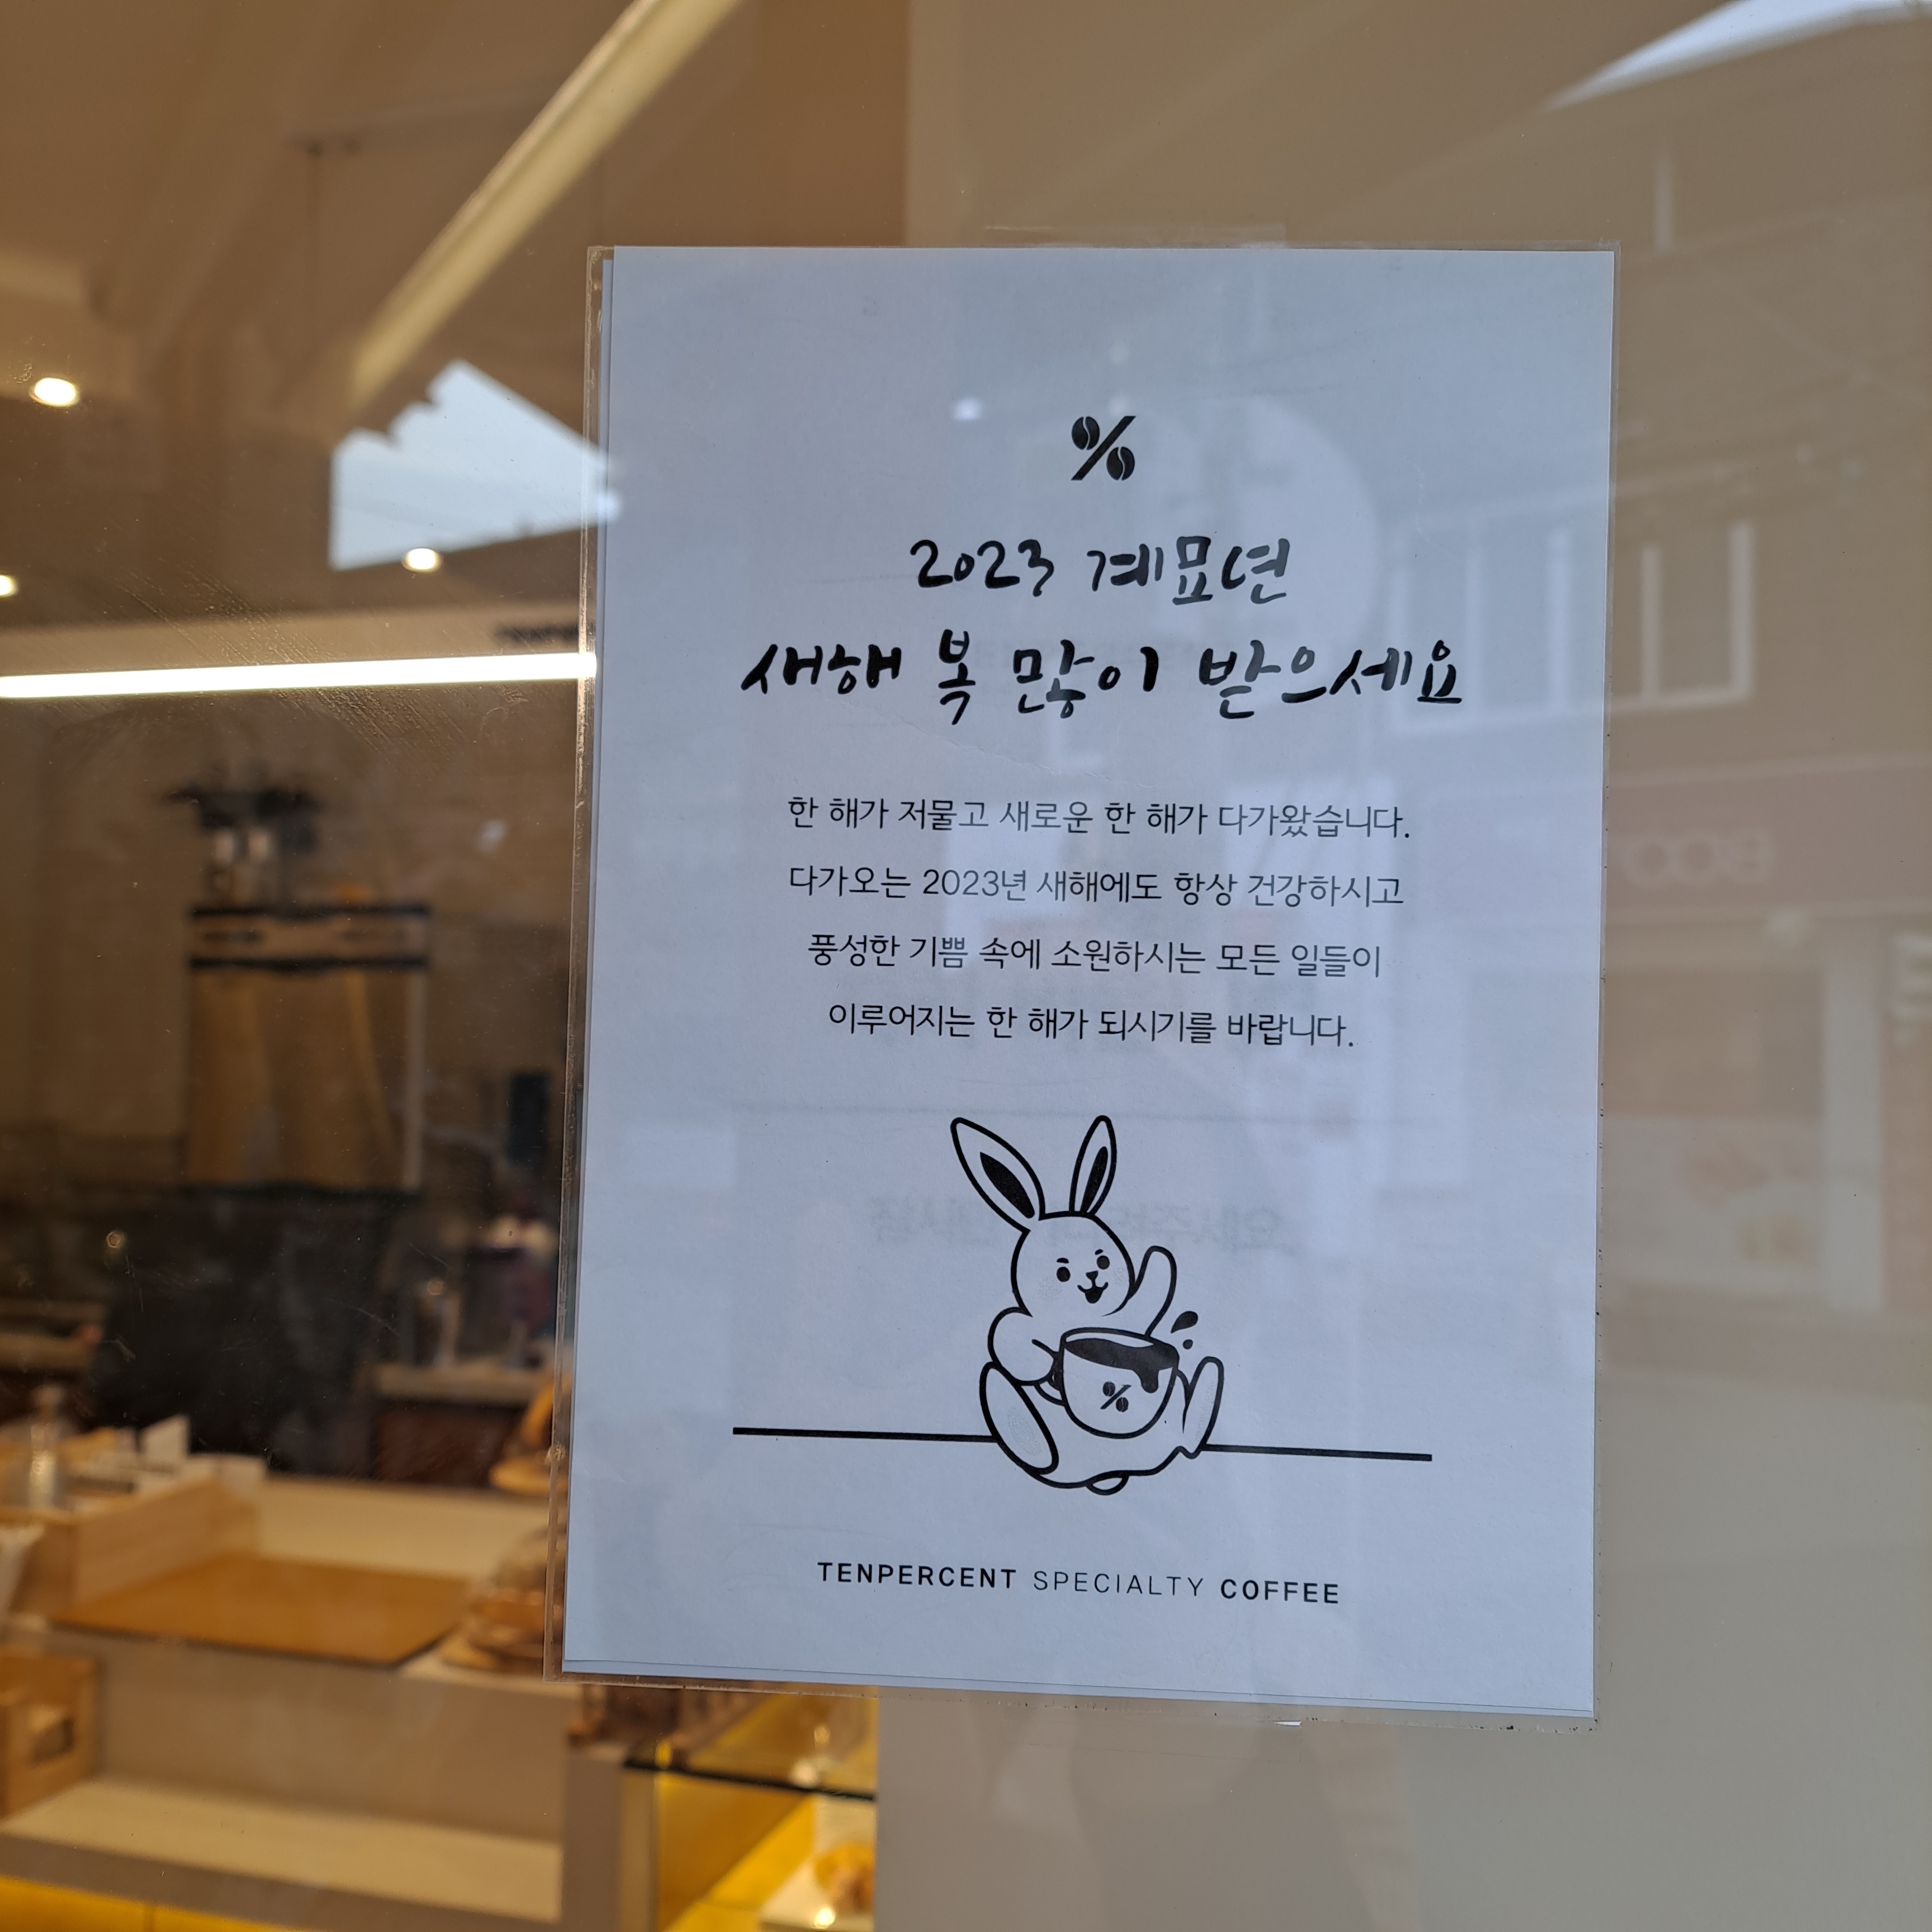 %
2023 계묘년
새해 복 많이 받으세요
한 해가 저물고 새로운 한 해가 다가왔습니다.
다가오는 2023년 새해에도 항상 건강하시고
풍성한 기쁨 속에 소원하시는 모든 일들이
이루어지는 한 해가 되시기를 바랍니다.
%
TENPERCENT SPECIALTY COFFEE